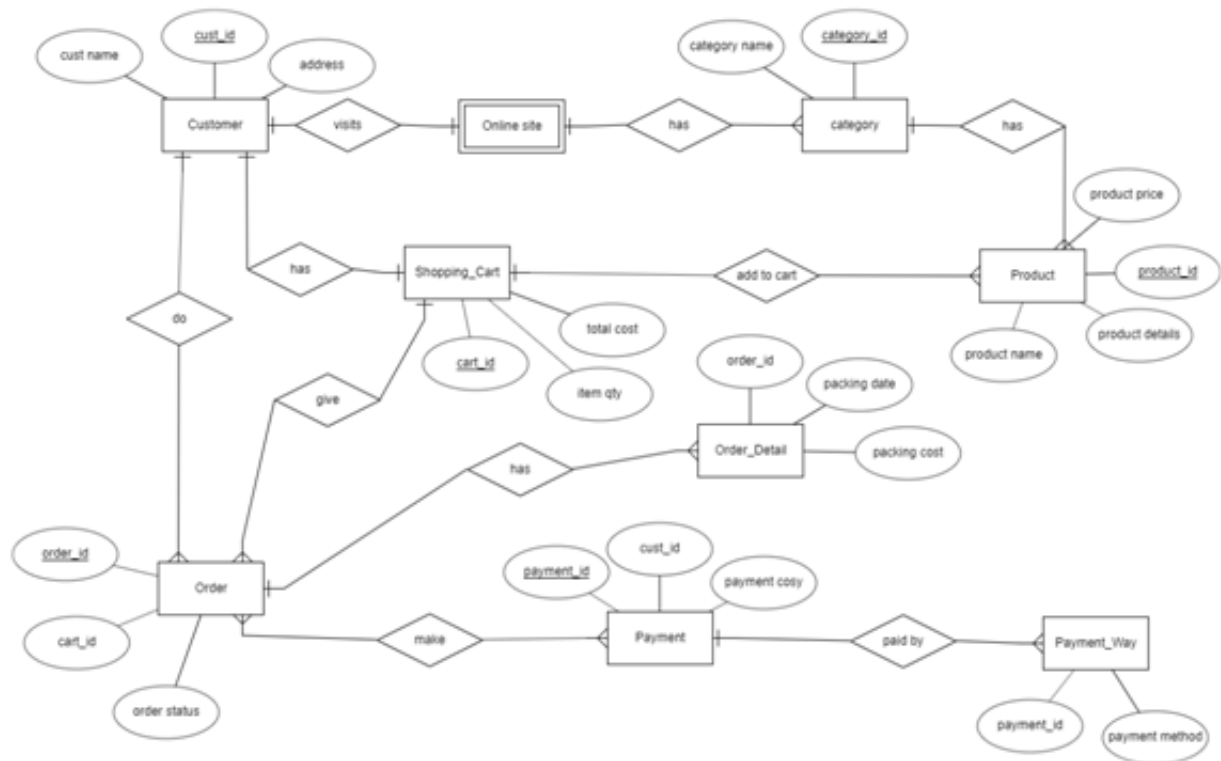 cust_id
category_id
cust name
category name
address
Customer
visits
Online site
has
category
has
product price
has
Shopping_Cart
add to cart
Product
product_id
do
total cost
product details
cart_id
order_id
product name
give
item qty
packing date
has
Order_Detail
packing cost
order_id
cust_id
payment_id
payment cosy
Order
cart_id
make
Payment
paid by
Payment_Way
order status
payment_id
payment method